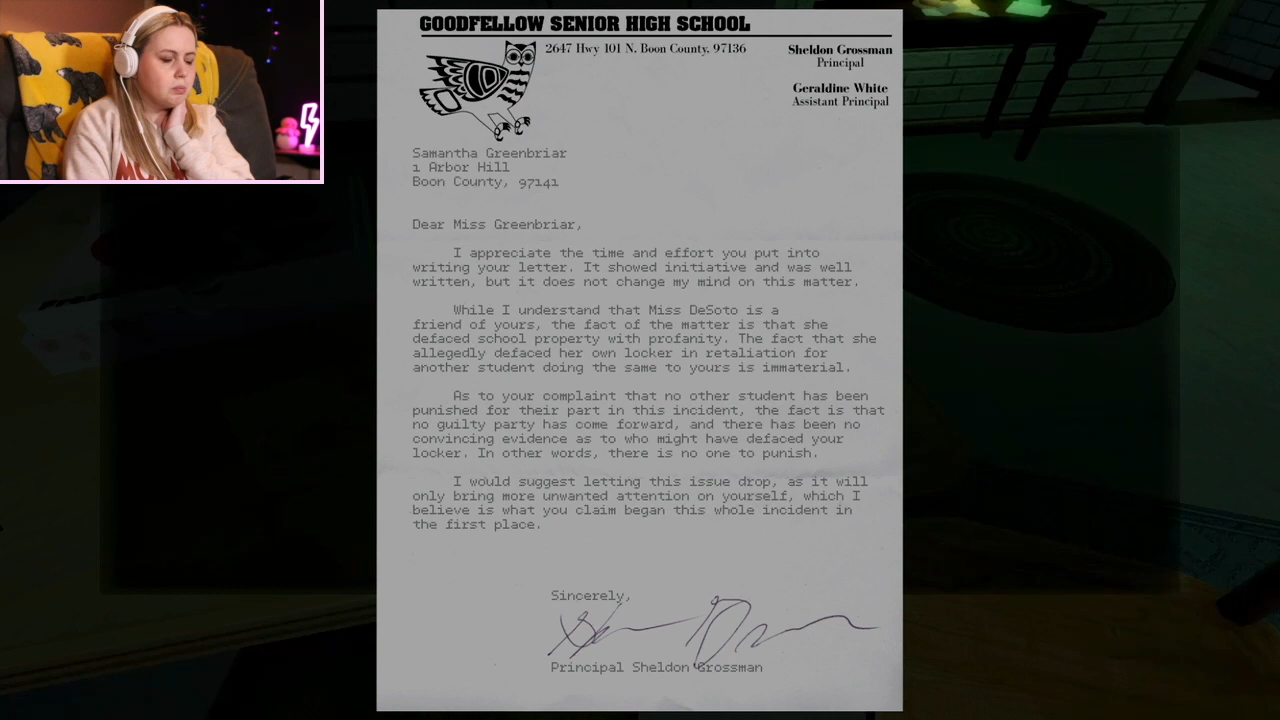 GOODFELLOW SENIOR HIGH SCHOOL
2647 Hwy 101 N. Boon County. 97136
Sheldon Grossman
Principal
Geraldine White
Assistant Principal
Samantha Greenbriar
1 Arbor Hill
Boon County, 97141
Dear Miss Greenbriar,
I appreciate the time and effort you put into
writing your letter. It showed initiative and was well
written, but it does not change my mind on this matter.
While I understand that Miss DeSoto is a
friend of yours, the fact of the matter is that she
defaced school property with profanity. The fact that she
allegedly defaced her own locker in retaliation for
another student doing the same to yours is immaterial.
As to your complaint that no other student has been
punished for their part in this incident, the fact is that
no guilty party has come forward, and there has been no
convincing evidence as to who might have defaced your
locker. In other words, there is no one to punish.
I would suggest letting this issue drop, as it will
only bring more unwanted attention on yourself, which I
believe is what you claim began this whole incident in
the first place.
Sincerely,
Principal Sheldon Grossman